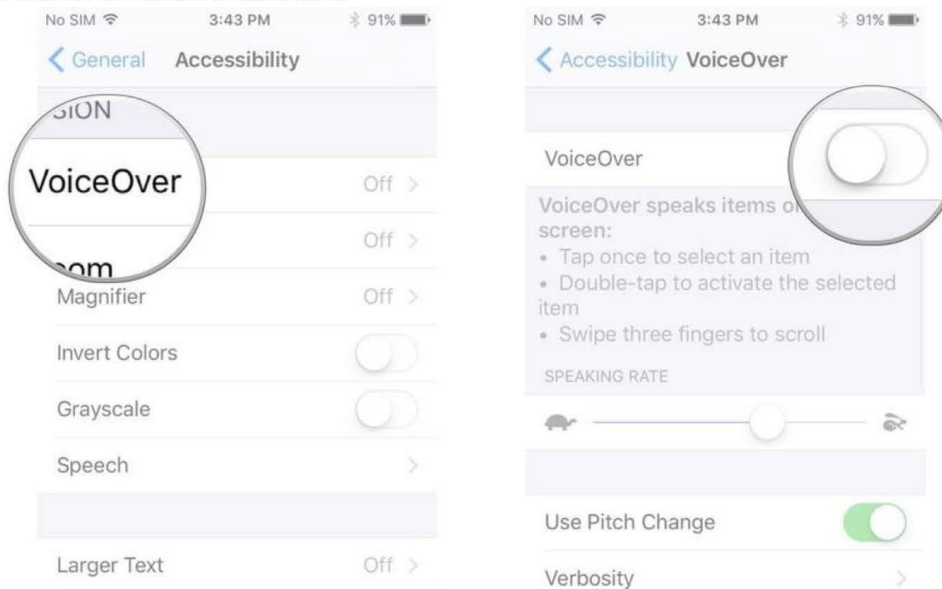 No SIM 3:43 PM 91%
General Accessibility
SION
VoiceOver Off >
oom Off >
Magnifier Off >
Invert Colors
Grayscale
Speech >
Larger Text Off >
No SIM 3:43 PM 91%
Accessibility VoiceOver
VoiceOver
VoiceOver speaks items o
screen:
• Tap once to select an item
• Double-tap to activate the selected
item
• Swipe three fingers to scroll
SPEAKING RATE
Use Pitch Change
Verbosity >